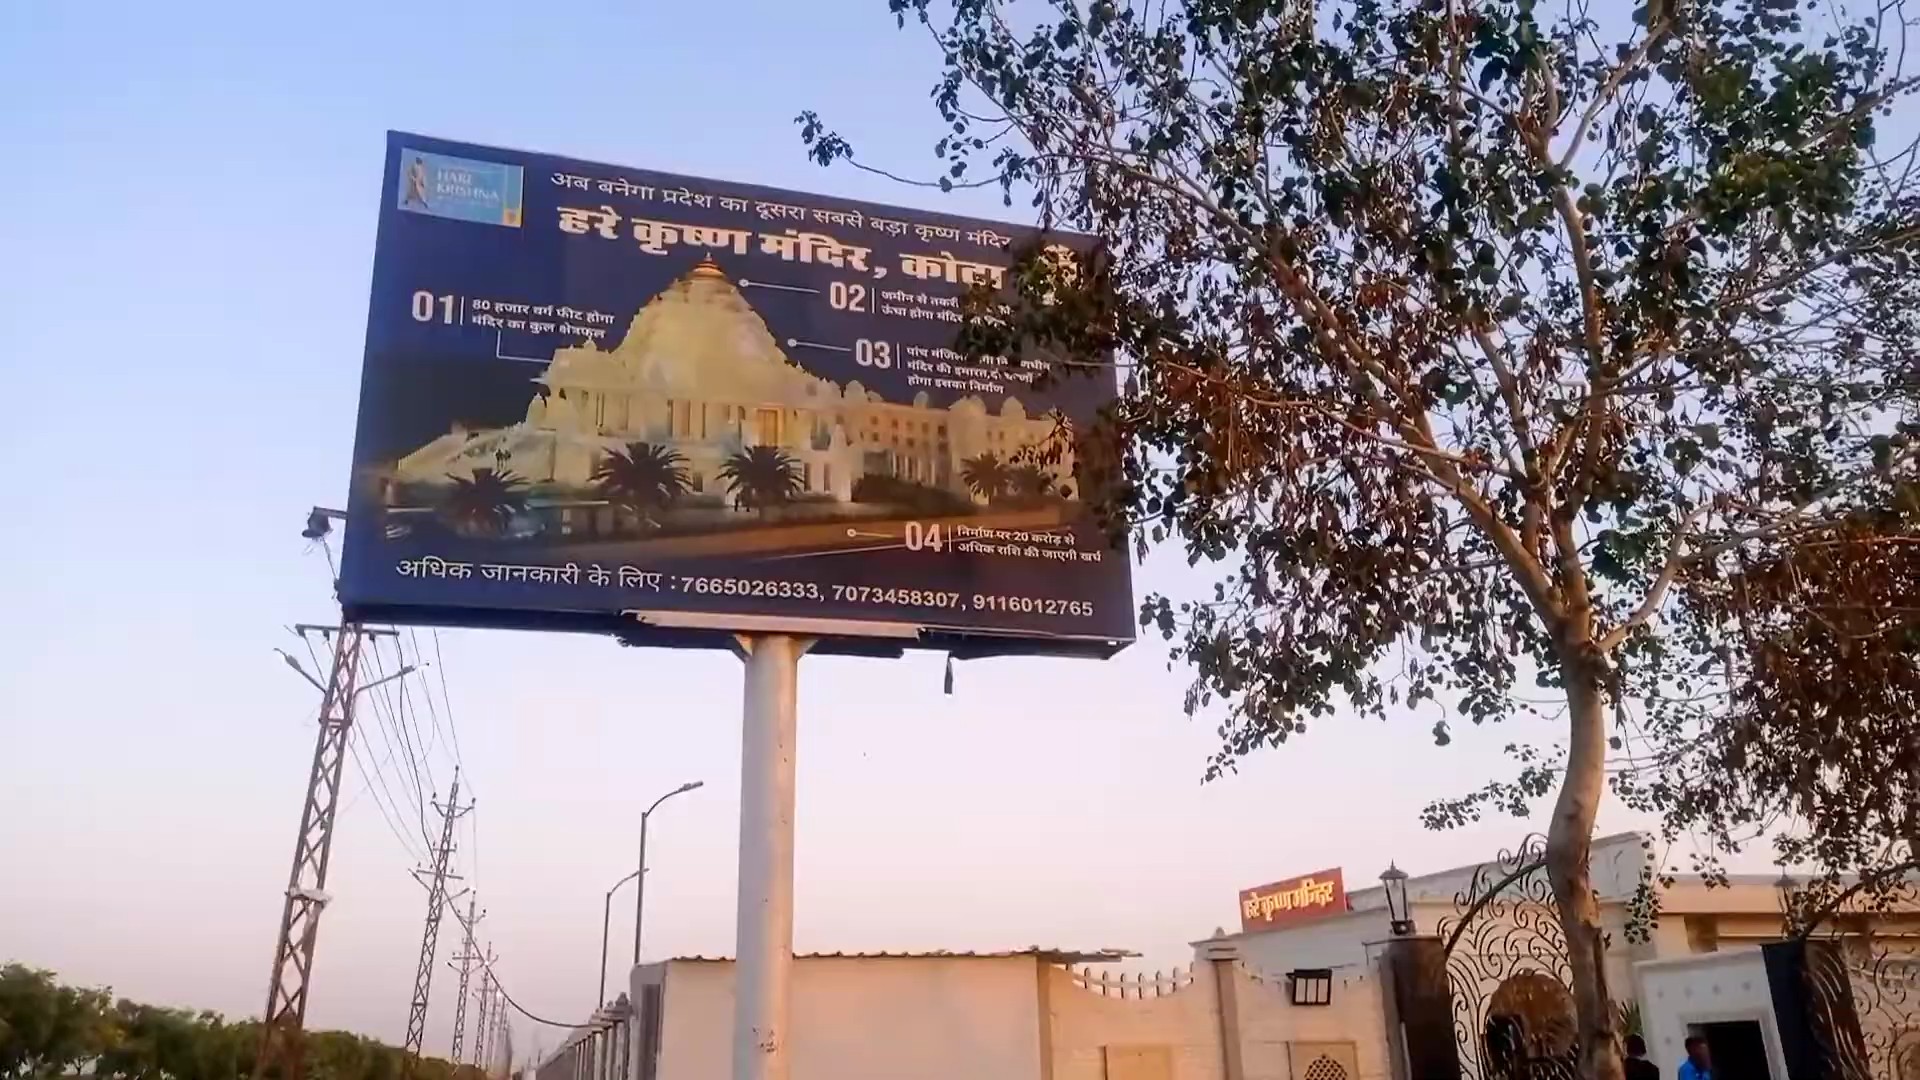 HARE
KRISHNA
अब बनेगा प्रदेश का दूसरा सबसे बड़ा कृष्ण मंदिर
हरे कृष्ण मंदिर, कोटा
01
80 हजार वर्ग फीट होगा
मंदिर का कुल क्षेत्रफल
02
जमीन से
ऊंचा होगा मंदिर
03
पांच
मंदिर की इमारत,
होगा इसका निर्माण
04
निर्माण पर 20 करोड़ से
अधिक राशि की जाएगी खर्च
अधिक जानकारी के लिए : 7665026333, 7073458307, 9116012765
हरे कृष्ण मन्दिर